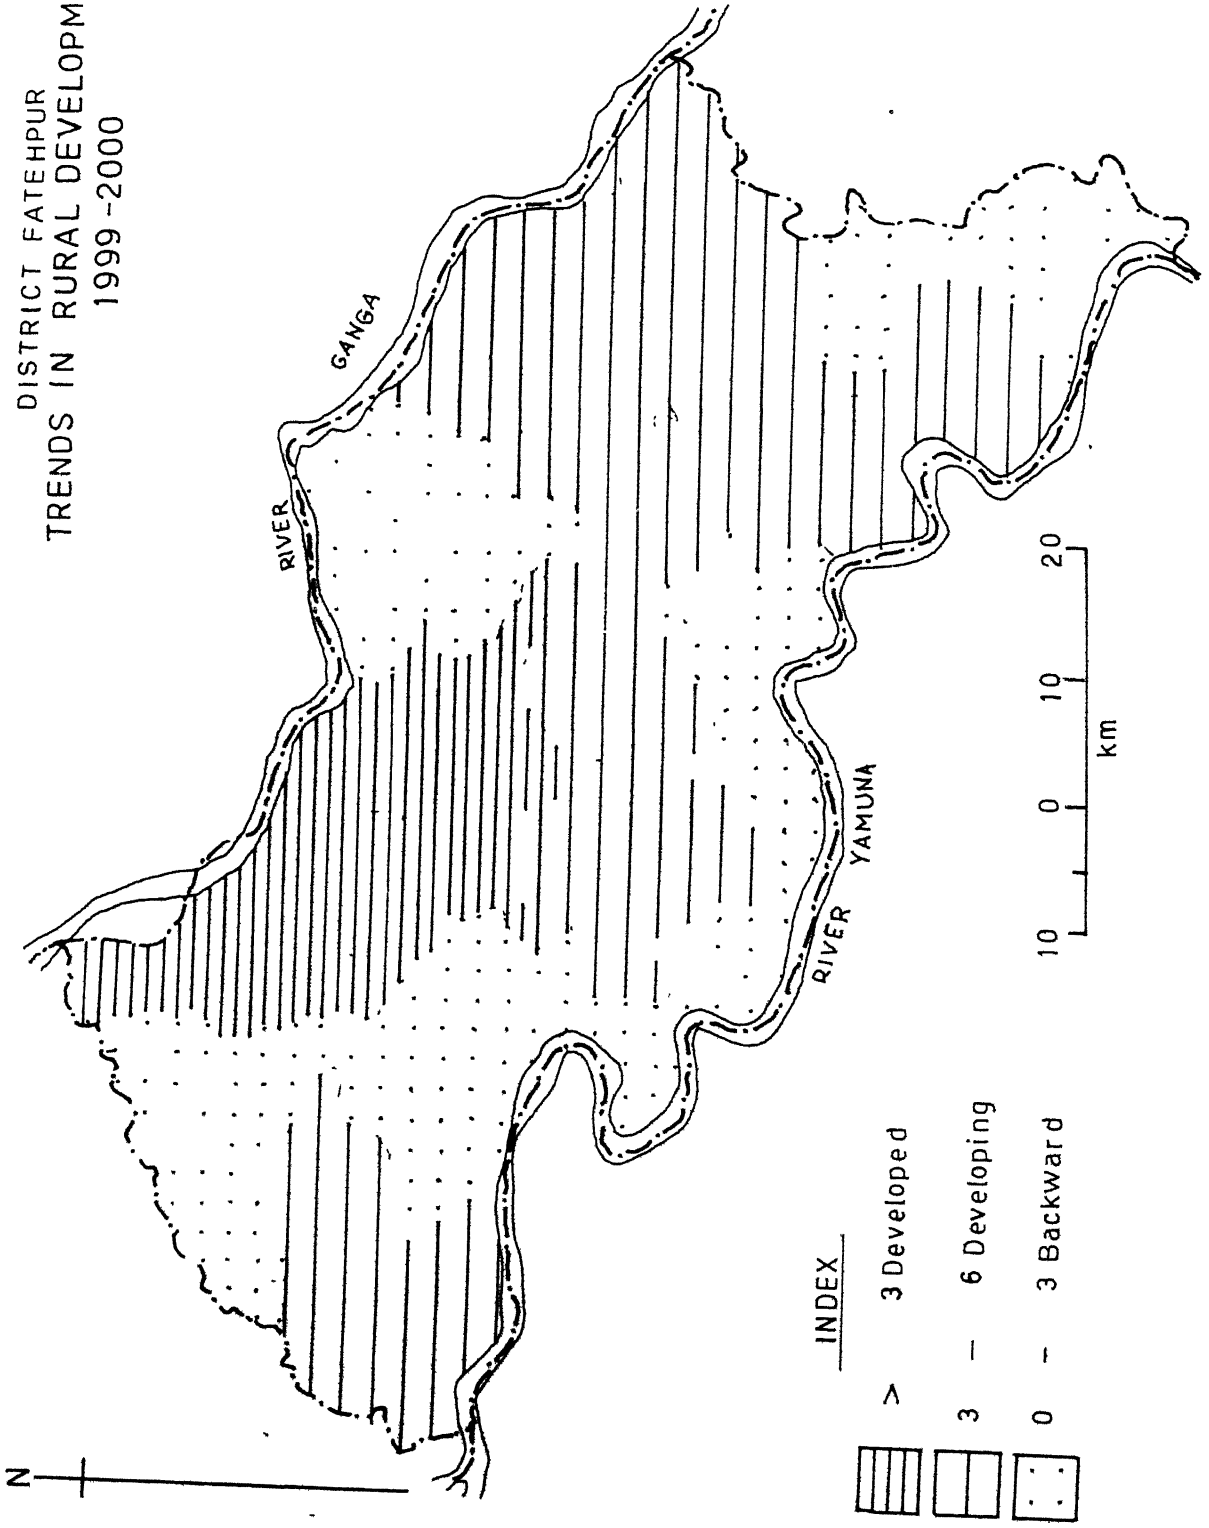 DISTRICT FATEHPUR
TRENDS IN RURAL DEVELOPM
1999-2000
N
RIVER GANGA
RIVER YAMUNA
INDEX
> 3 Developed
3 – 6 Developing
0 – 3 Backward
10 0 10 20
km